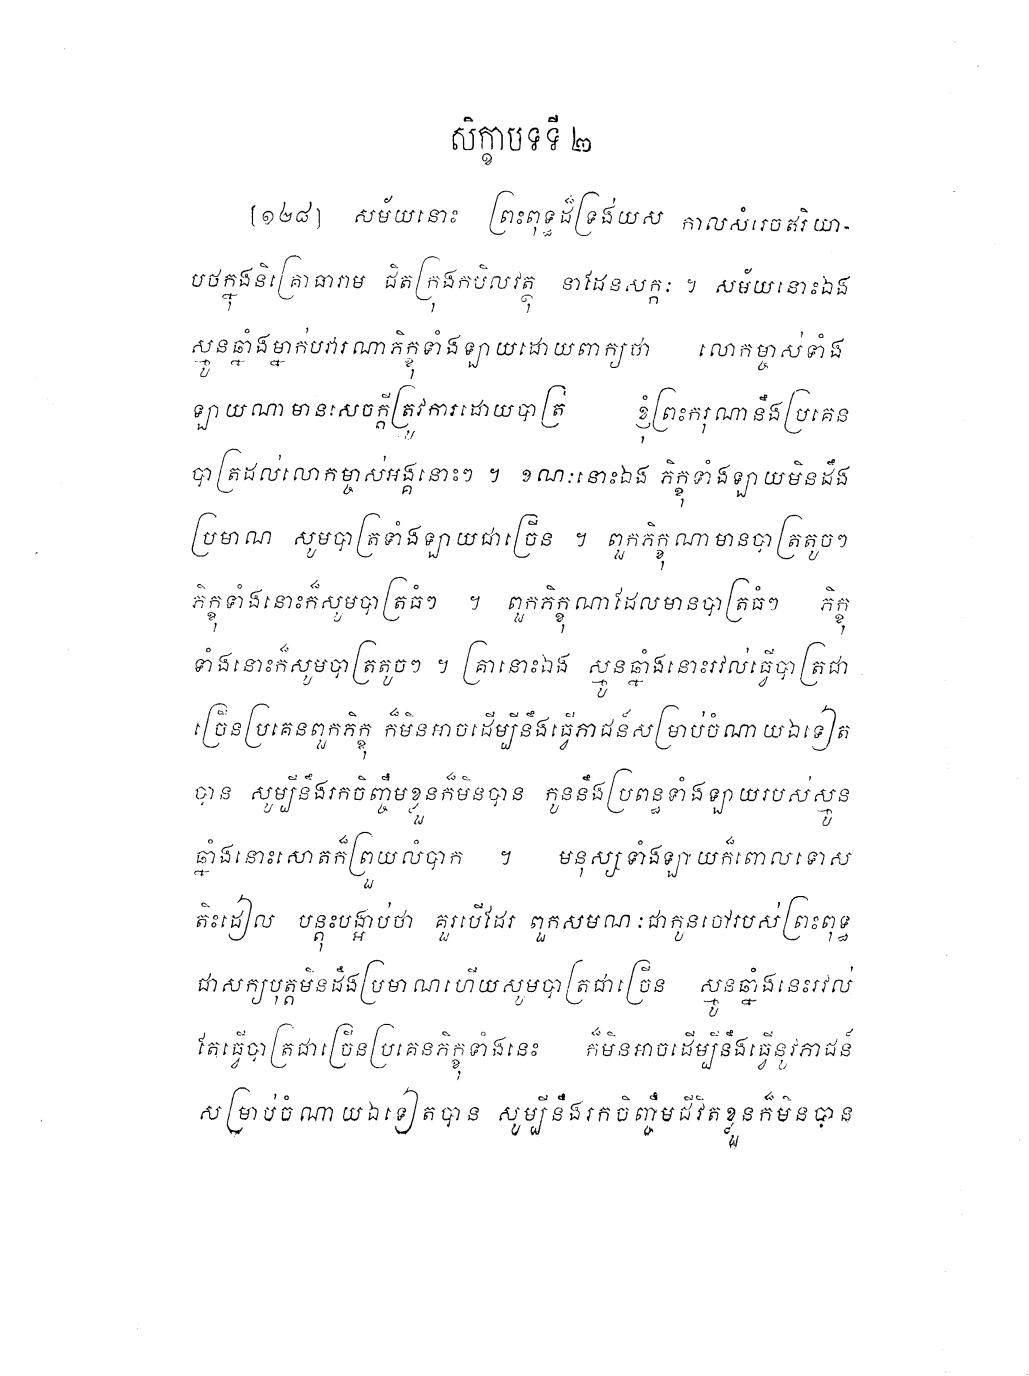 សិក្ខាបទទី ២
[១២៨] សម័យនោះ ព្រះពុទ្ធដ៏ទ្រង់យស កាលសំរេចឥរិយា-
បថក្នុងនិគ្រោធារាម ជិតក្រុងកបិលវត្ថុ នាដែនសក្កៈ ។ សម័យនោះឯង
ស្មូនឆ្នាំងម្នាក់បវារណាភិក្ខុទាំងឡាយដោយពាក្យថា លោកម្ចាស់ទាំង
ឡាយណាមានសេចក្តីត្រូវការដោយបាត្រ ខ្ញុំព្រះករុណានឹងប្រគេន
បាត្រដល់លោកម្ចាស់អង្គនោះៗ ។ ខណៈនោះឯង ភិក្ខុទាំងឡាយមិនដឹង
ប្រមាណ សូមបាត្រទាំងឡាយជាច្រើន ។ ពួកភិក្ខុណាមានបាត្រតូចៗ
ភិក្ខុទាំងនោះក៏សូមបាត្រធំៗ ។ ពួកភិក្ខុណាដែលមានបាត្រធំៗ ភិក្ខុ
ទាំងនោះក៏សូមបាត្រតូចៗ ។ គ្រានោះឯង ស្មូនឆ្នាំងនោះរវល់ធ្វើបាត្រជា
ច្រើនប្រគេនពួកភិក្ខុ ក៏មិនអាចដើម្បីនឹងធ្វើភាជន៍សម្រាប់ចំណាយឯទៀត
បាន សូម្បីនឹងរកចិញ្ចឹមខ្លួនក៏មិនបាន កូននឹងប្រពន្ធទាំងឡាយរបស់ស្មូន
ឆ្នាំងនោះសោតក៏ព្រួយលំបាក ។ មនុស្សទាំងឡាយក៏ពោលទោស
តិះដៀល បន្តុះបង្អាប់ថា គួរបើដែរ ពួកសមណៈជាកូនចៅរបស់ព្រះពុទ្ធ
ជាសក្យបុត្តមិនដឹងប្រមាណហើយសូមបាត្រជាច្រើន ស្មូនឆ្នាំងនេះរវល់
តែធ្វើបាត្រជាច្រើនប្រគេនភិក្ខុទាំងនេះ ក៏មិនអាចដើម្បីនឹងធ្វើនូវភាជន៍
សម្រាប់ចំណាយឯទៀតបាន សូម្បីនឹងរកចិញ្ចឹមជីវិតខ្លួនក៏មិនបាន